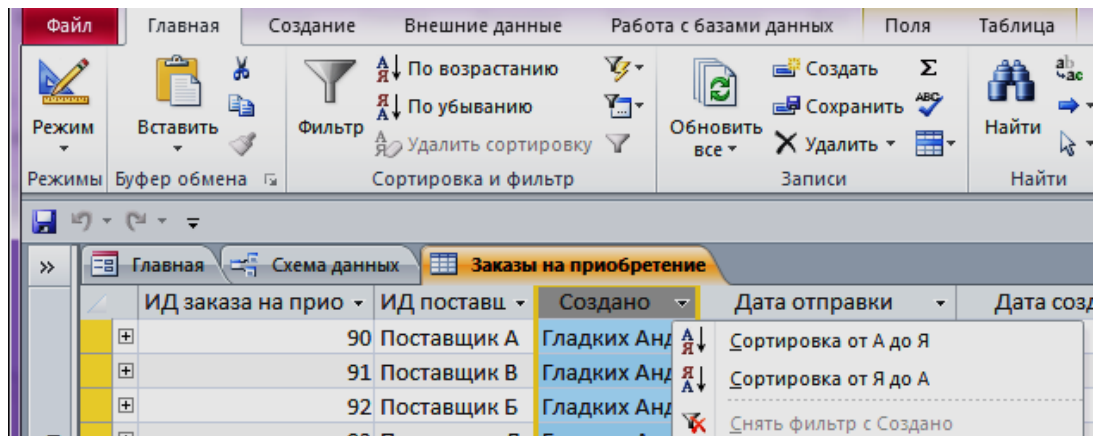 Файл Главная Создание Внешние данные Работа с базами данных Поля Таблица
По возрастанию Создать Σ ab ac
По убыванию Сохранить ABC
Режим Вставить Фильтр Удалить сортировку Обновить все Удалить Найти
Режимы Буфер обмена Сортировка и фильтр Записи Найти
Главная Схема данных Заказы на приобретение
ИД заказа на прио ИД поставщ Создано Дата отправки Дата созд
90 Поставщик А Гладких Анд Сортировка от А до Я
91 Поставщик В Гладких Анд Сортировка от Я до А
92 Поставщик Б Гладких Анд Снять фильтр с Создано